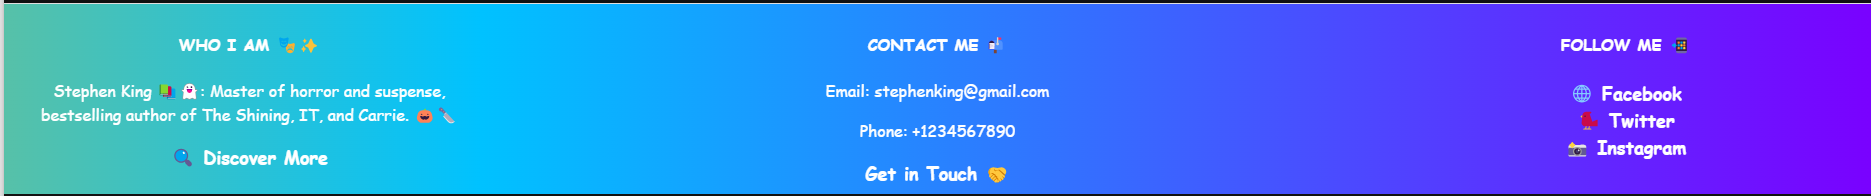 WHO I AM 🎭✨
Stephen King 📚👻: Master of horror and suspense,
bestselling author of The Shining, IT, and Carrie. 🎃🔪
🔍 Discover More
CONTACT ME 📬
Email: stephenking@gmail.com
Phone: +1234567890
Get in Touch 🤝
FOLLOW ME 📲
🌐 Facebook
🐦 Twitter
📸 Instagram